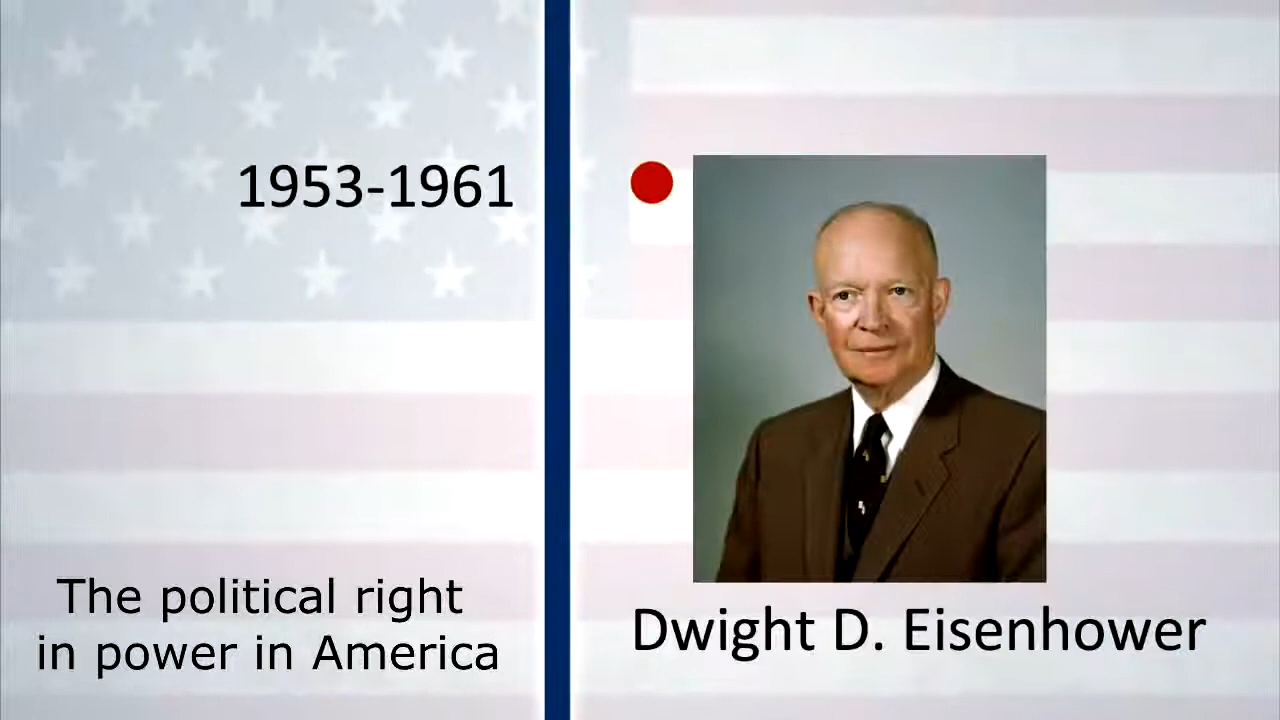 1953-1961
The political right
in power in America
Dwight D. Eisenhower